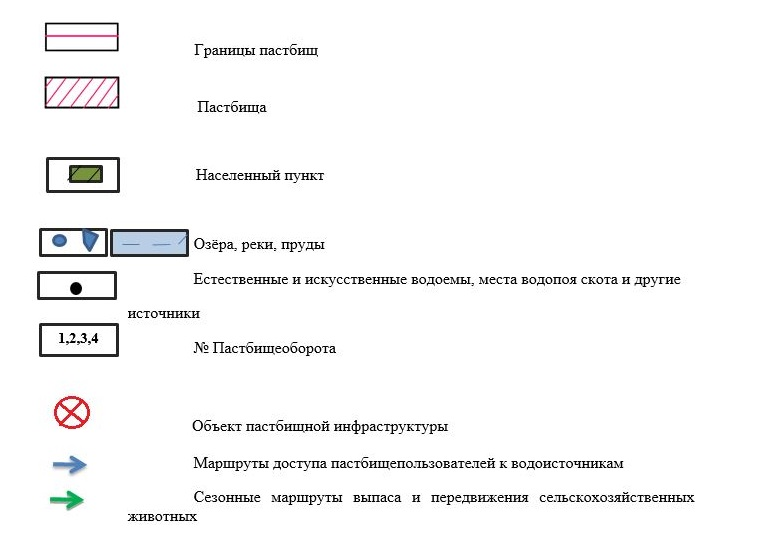 Границы пастбищ
Пастбища
Населенный пункт
Озёра, реки, пруды
Естественные и искусственные водоемы, места водопоя скота и другие
источники
1,2,3,4
№ Пастбищеоборота
Объект пастбищной инфраструктуры
Маршруты доступа пастбищепользователей к водоисточникам
Сезонные маршруты выпаса и передвижения сельскохозяйственных
животных